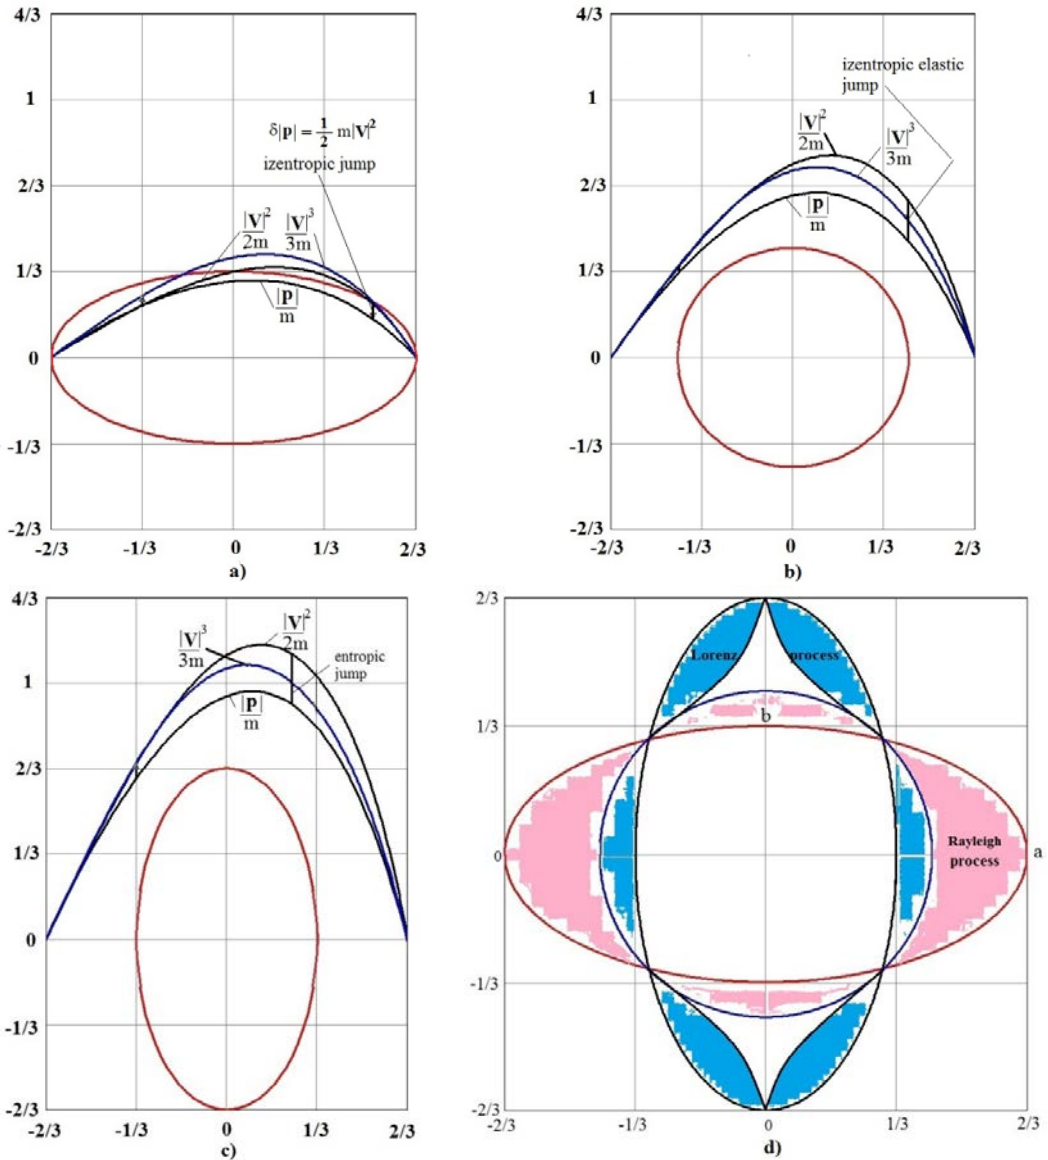 4/3
1
2/3
1/3
0
-1/3
-2/3
-2/3 -1/3 0 1/3 2/3
a)
δ|p| = 1/2 m|V|²
izentropic jump
|V|²/2m |V|³/3m
|p|/m
4/3
1
2/3
1/3
0
-1/3
-2/3
-2/3 -1/3 0 1/3 2/3
b)
izentropic elastic
jump
|V|²/2m
|V|³/3m
|p|/m
4/3
1
2/3
1/3
0
-1/3
-2/3
-2/3 -1/3 0 1/3 2/3
c)
|V|³/3m
|V|²/2m
entropic
jump
|p|/m
2/3
1/3
0
-1/3
-2/3
-2/3 -1/3 0 1/3 2/3
d)
Lorenz process
b
Rayleigh
process
a